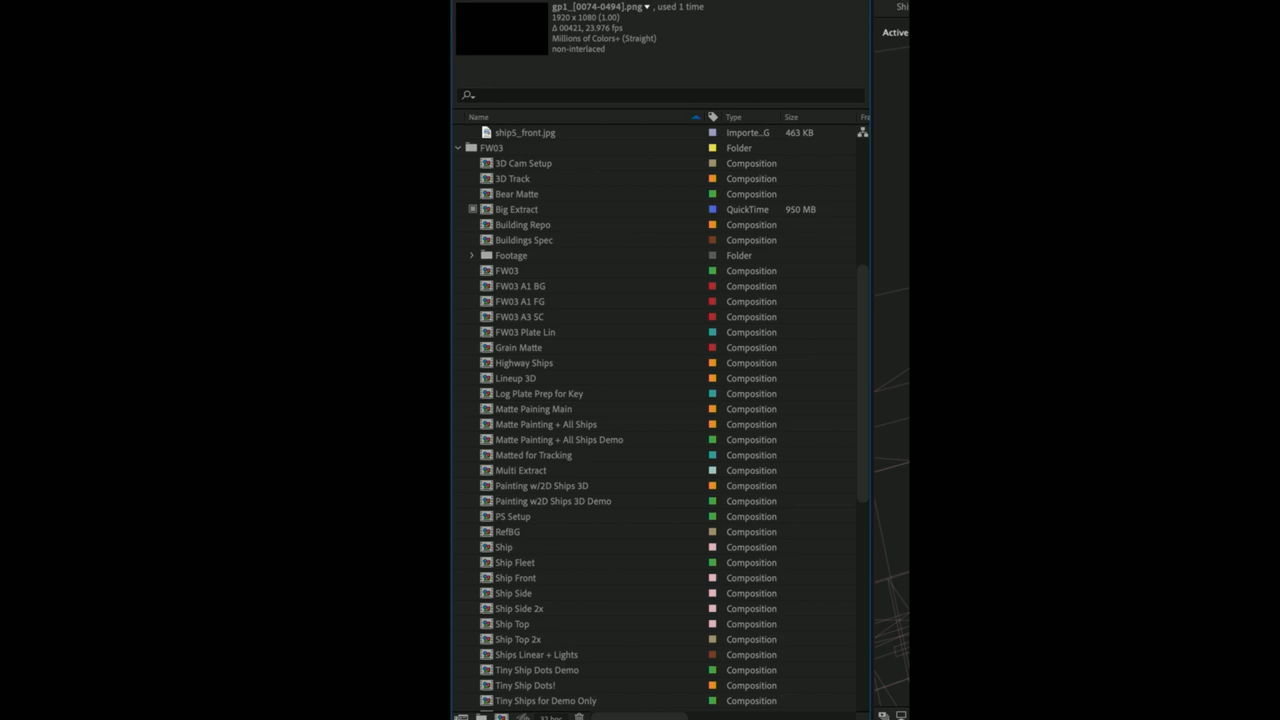 gp1_[0074-0494].png▼, used 1 time
1920 x 1080 (1.00)
Δ 00421, 23.976 fps
Millions of Colors+ (Straight)
non-interlaced
Shi
Active
Name Type Size Fra
ship5_front.jpg Importe...G 463 KB
FW03 Folder
3D Cam Setup Composition
3D Track Composition
Bear Matte Composition
Big Extract QuickTime 950 MB
Building Repo Composition
Buildings Spec Composition
Footage Folder
FW03 Composition
FW03 A1 BG Composition
FW03 A1 FG Composition
FW03 A3 SC Composition
FW03 Plate Lin Composition
Grain Matte Composition
Highway Ships Composition
Lineup 3D Composition
Log Plate Prep for Key Composition
Matte Paining Main Composition
Matte Painting + All Ships Composition
Matte Painting + All Ships Demo Composition
Matted for Tracking Composition
Multi Extract Composition
Painting w/2D Ships 3D Composition
Painting w2D Ships 3D Demo Composition
PS Setup Composition
RefBG Composition
Ship Composition
Ship Fleet Composition
Ship Front Composition
Ship Side Composition
Ship Side 2x Composition
Ship Top Composition
Ship Top 2x Composition
Ships Linear + Lights Composition
Tiny Ship Dots Demo Composition
Tiny Ship Dots! Composition
Tiny Ships for Demo Only Composition